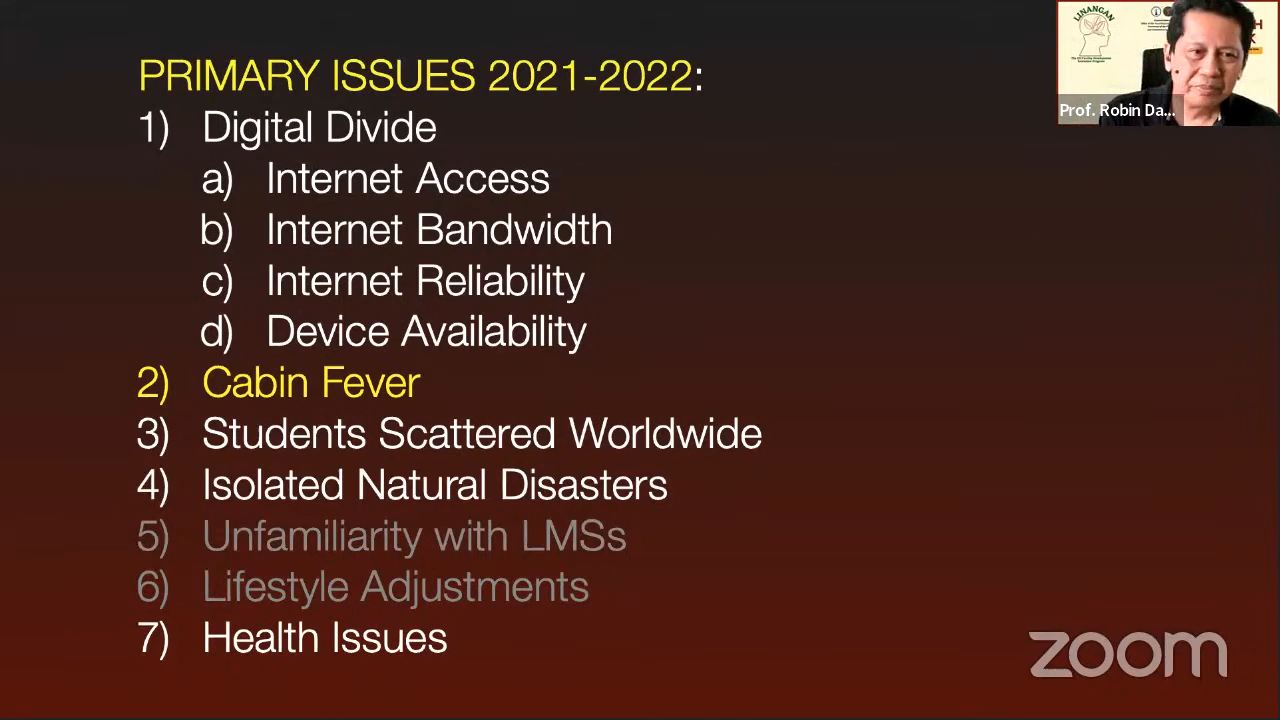 PRIMARY ISSUES 2021-2022:
1) Digital Divide
a) Internet Access
b) Internet Bandwidth
c) Internet Reliability
d) Device Availability
2) Cabin Fever
3) Students Scattered Worldwide
4) Isolated Natural Disasters
5) Unfamiliarity with LMSs
6) Lifestyle Adjustments
7) Health Issues
LINANGAN
Prof. Robin Da...
zoom